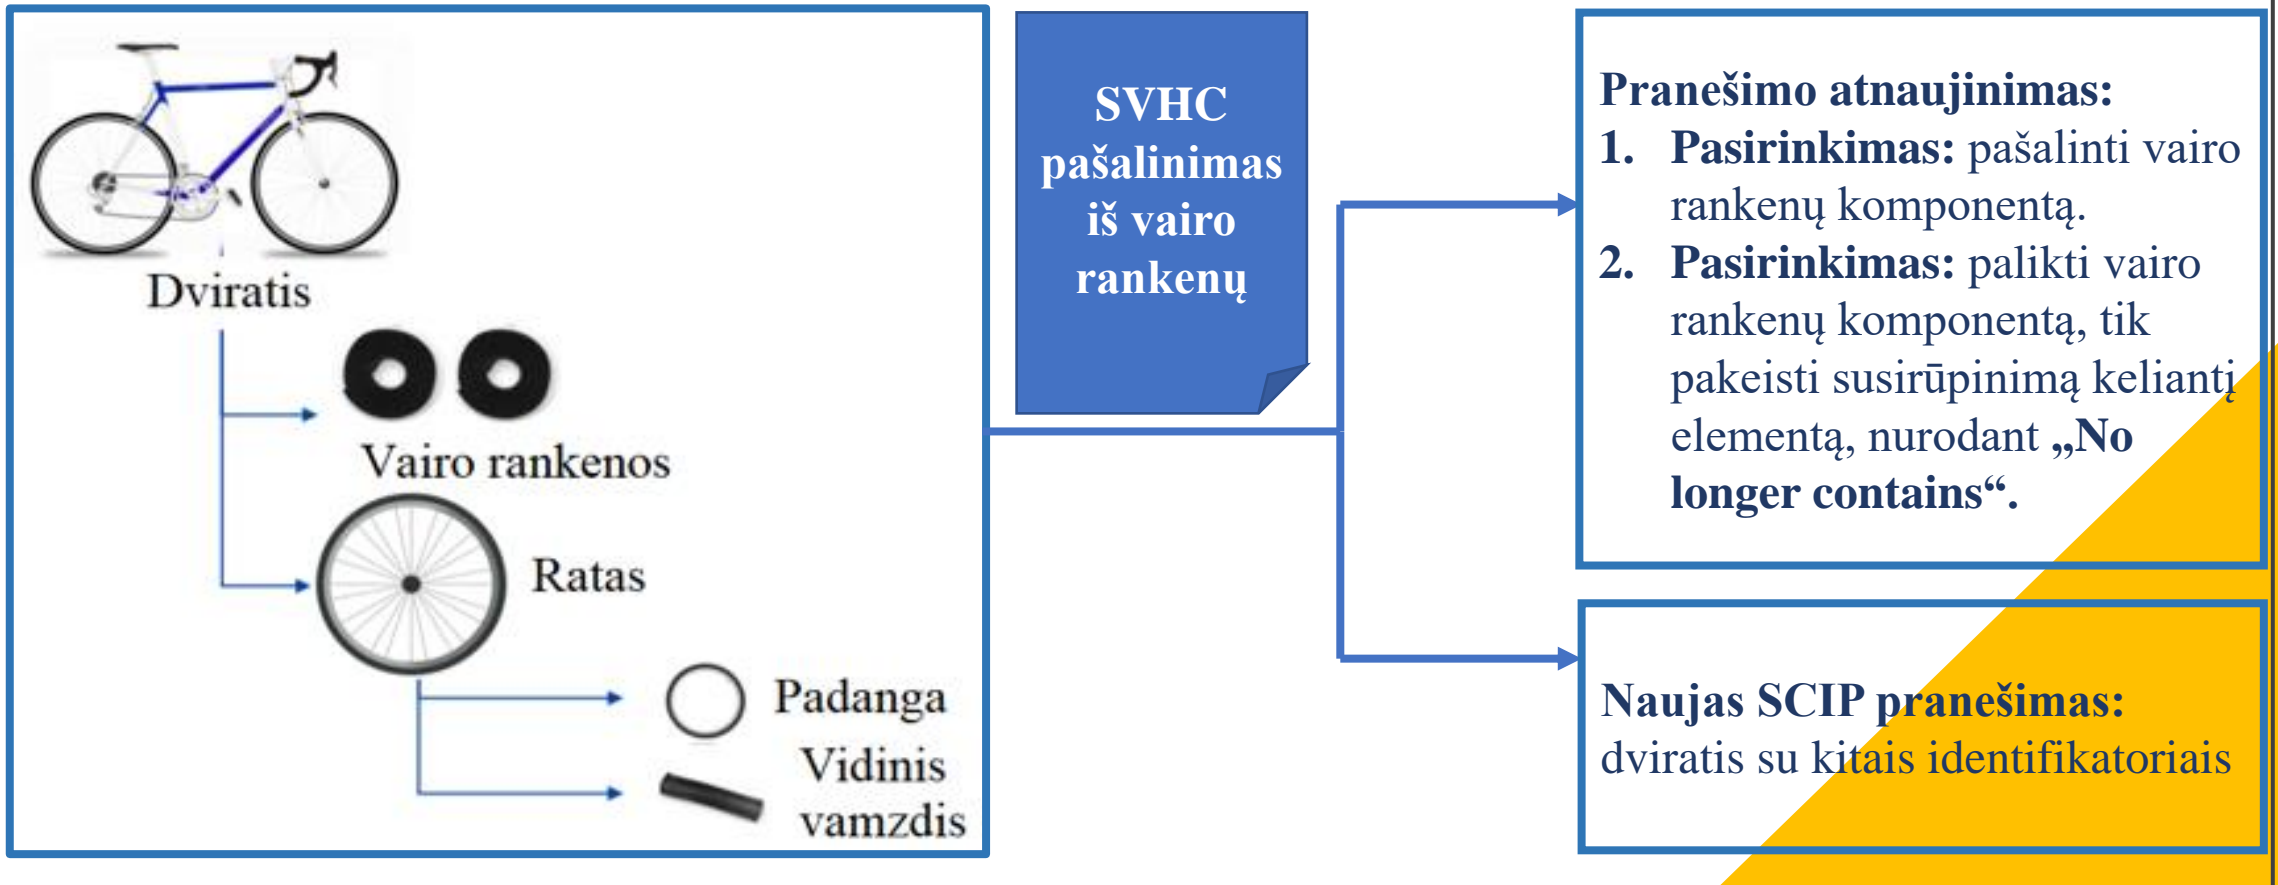 Dviratis
Vairo rankenos
Ratas
Padanga
Vidinis
vamzdis
SVHC
pašalinimas
iš vairo
rankenų
Pranešimo atnaujinimas:
1. Pasirinkimas: pašalinti vairo
rankenų komponentą.
2. Pasirinkimas: palikti vairo
rankenų komponentą, tik
pakeisti susirūpinimą keliantį
elementą, nurodant „No
longer contains“.
Naujas SCIP pranešimas:
dviratis su kitais identifikatoriais